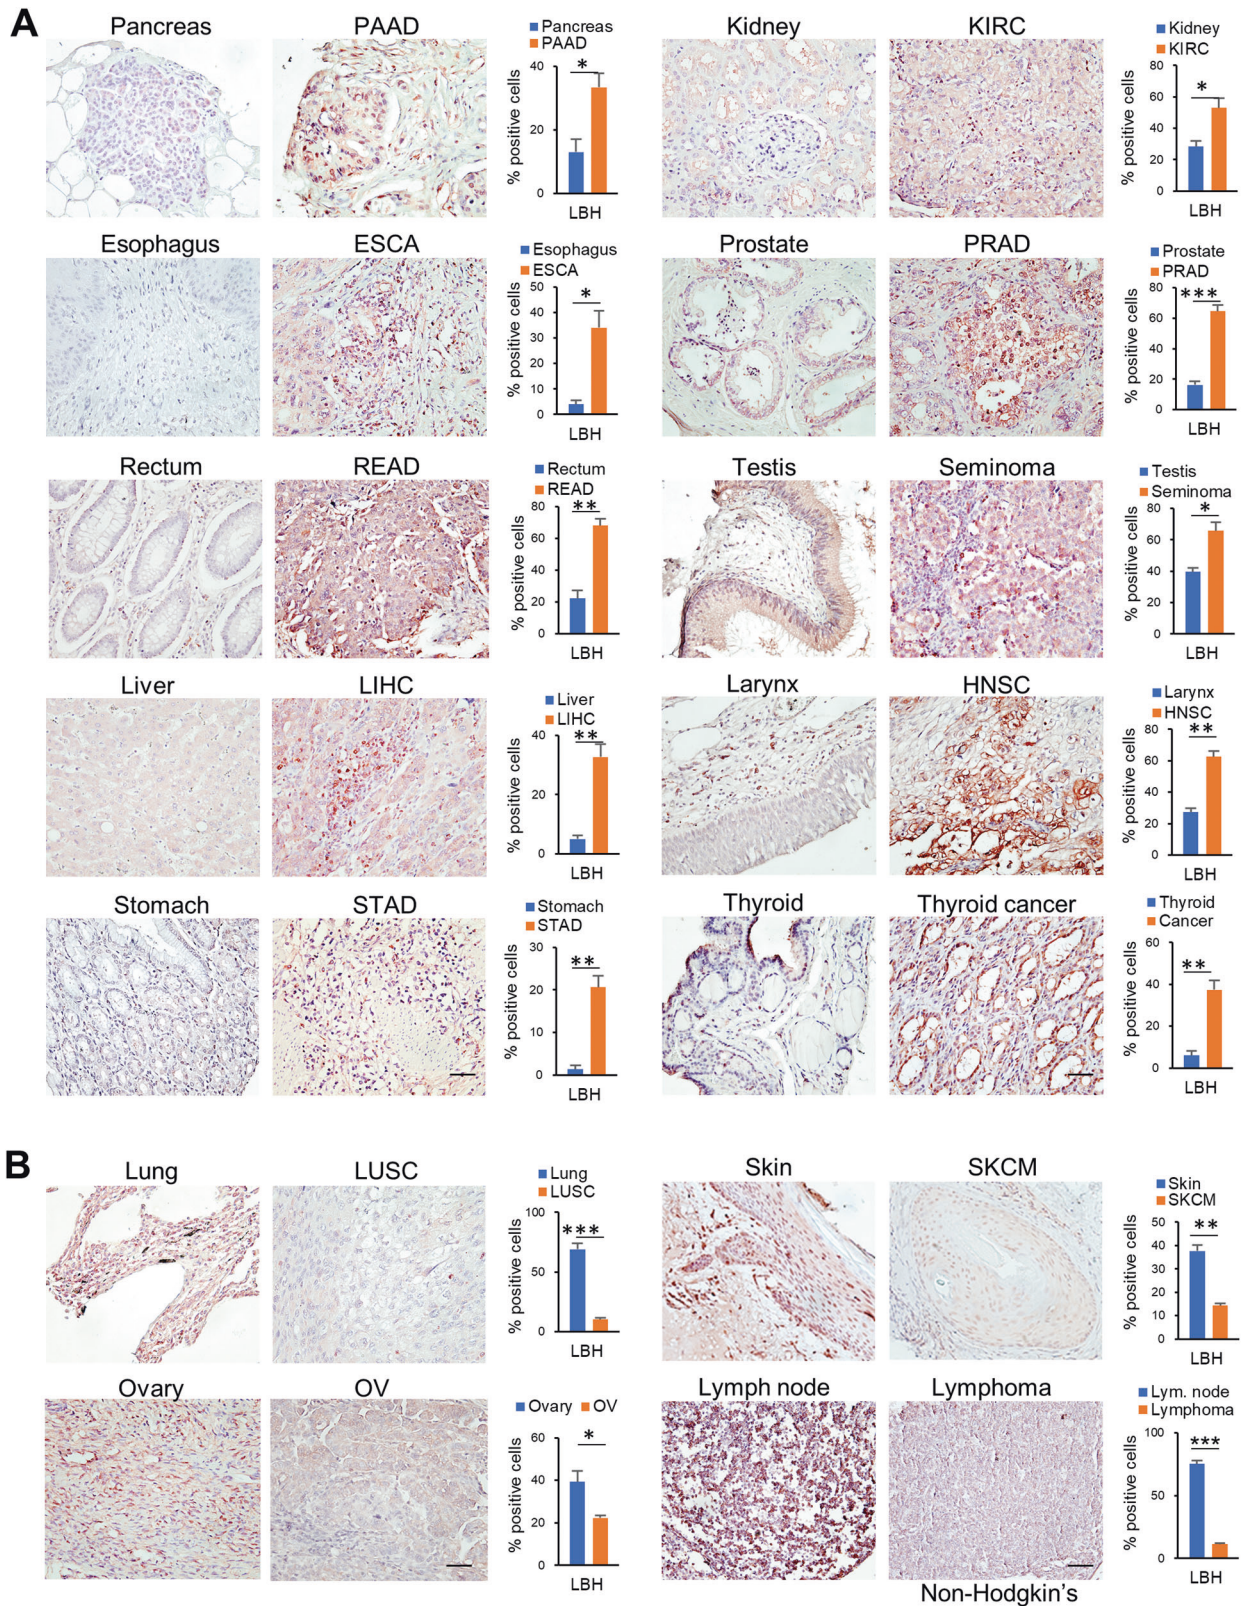 A
Pancreas
PAAD
Pancreas
PAAD
% positive cells
40
20
0
*
LBH
Kidney
KIRC
Kidney
KIRC
% positive cells
80
60
40
20
0
*
LBH
Esophagus
ESCA
Esophagus
ESCA
% positive cells
50
40
30
20
10
0
*
LBH
Prostate
PRAD
Prostate
PRAD
% positive cells
80
60
40
20
0
***
LBH
Rectum
READ
Rectum
READ
% positive cells
80
60
40
20
0
**
LBH
Testis
Seminoma
Testis
Seminoma
% positive cells
80
60
40
20
0
*
LBH
Liver
LIHC
Liver
LIHC
% positive cells
40
20
0
**
LBH
Larynx
HNSC
Larynx
HNSC
% positive cells
80
60
40
20
0
**
LBH
Stomach
STAD
Stomach
STAD
% positive cells
30
20
10
0
**
LBH
Thyroid
Thyroid cancer
Thyroid
Cancer
% positive cells
60
40
20
0
**
LBH
B
Lung
LUSC
Lung
LUSC
% positive cells
100
50
0
***
LBH
Skin
SKCM
Skin
SKCM
% positive cells
50
40
30
20
10
0
**
LBH
Ovary
OV
Ovary OV
% positive cells
60
40
20
0
*
LBH
Lymph node
Lymphoma
Lym. node
Lymphoma
% positive cells
100
50
0
***
LBH
Non-Hodgkin's